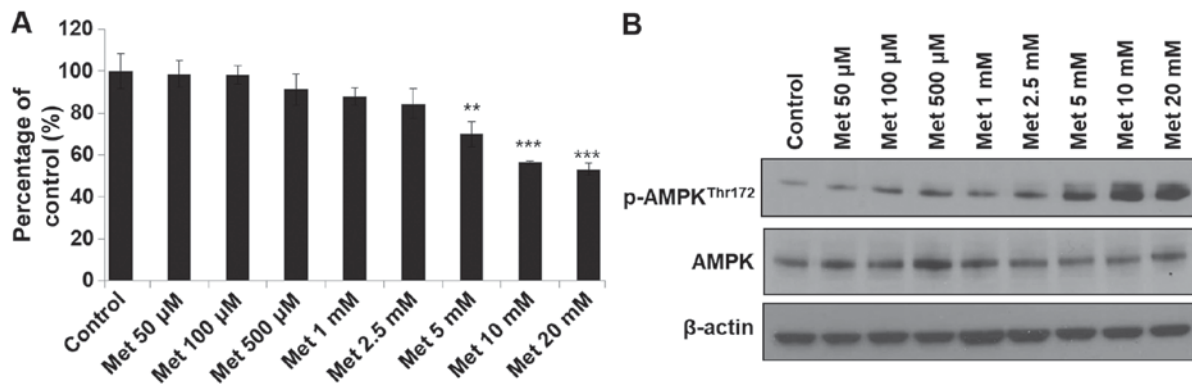 A
Percentage of
control (%)
120
100
80
60
40
20
0
**
***
***
Control
Met 50 µM
Met 100 µM
Met 500 µM
Met 1 mM
Met 2.5 mM
Met 5 mM
Met 10 mM
Met 20 mM
B
Control
Met 50 µM
Met 100 µM
Met 500 µM
Met 1 mM
Met 2.5 mM
Met 5 mM
Met 10 mM
Met 20 mM
p-AMPKThr172
AMPK
β-actin